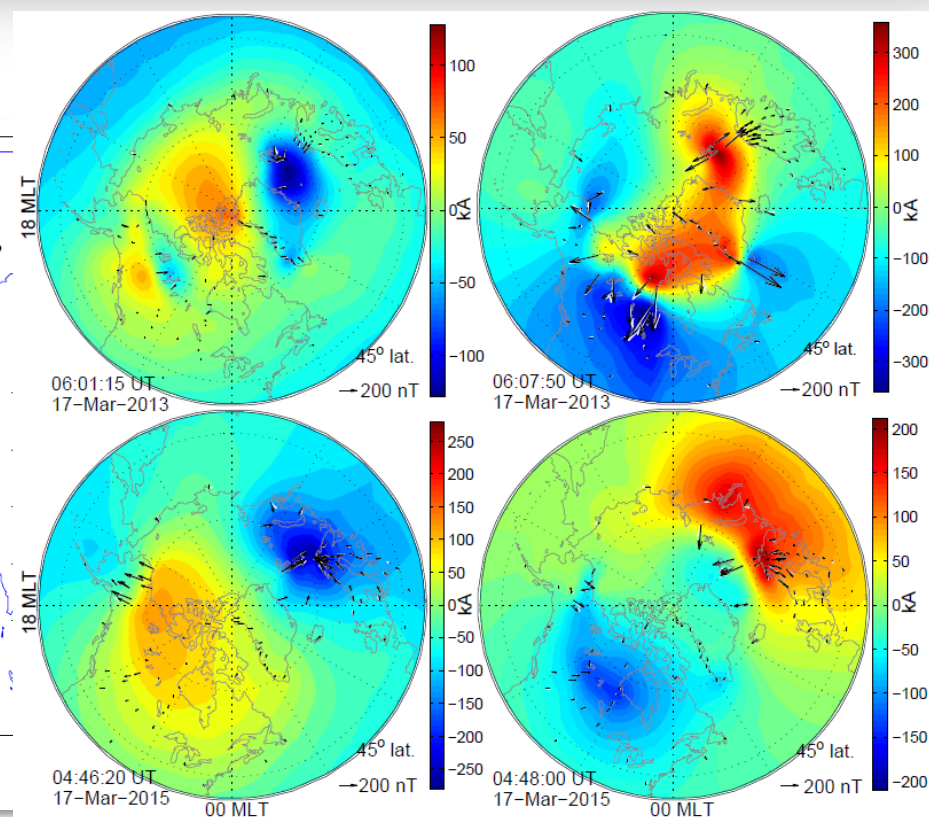 100
50
0
−50
−100
kA
18 MLT
45° lat.
06:01:15 UT
17−Mar−2013
200 nT
300
200
100
0
−100
−200
−300
kA
45° lat.
06:07:50 UT
17−Mar−2013
200 nT
250
200
150
100
50
0
−50
−100
−150
−200
−250
kA
18 MLT
45° lat.
04:46:20 UT
17−Mar−2015
200 nT
00 MLT
200
150
100
50
0
−50
−100
−150
−200
kA
45° lat.
04:48:00 UT
17−Mar−2015
200 nT
00 MLT